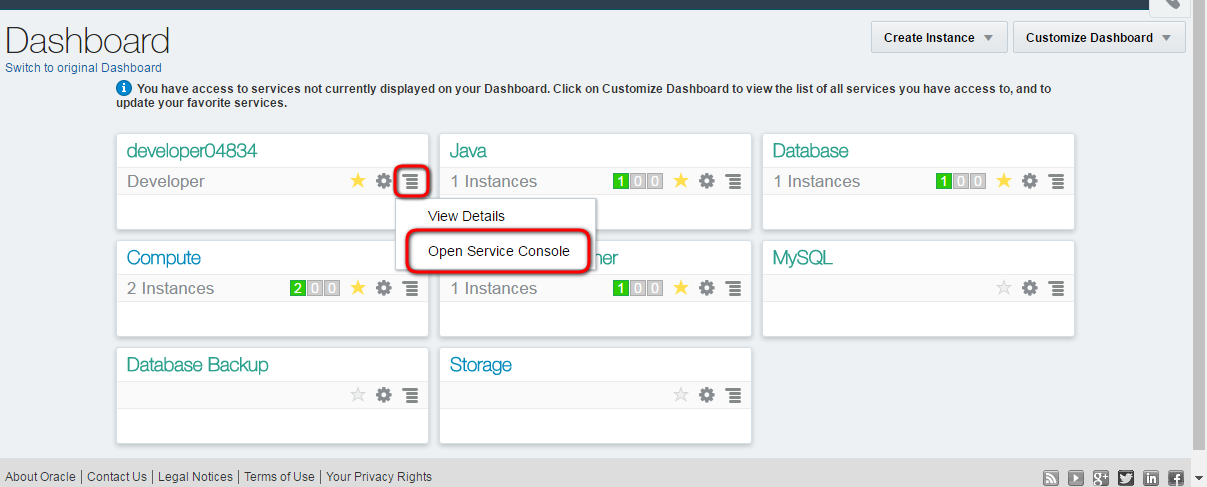 Dashboard
Create Instance
Customize Dashboard
Switch to original Dashboard
You have access to services not currently displayed on your Dashboard. Click on Customize Dashboard to view the list of all services you have access to, and to
update your favorite services.
developer04834
Java
Database
Developer
1 Instances
1 0 0
1 Instances
1 0 0
View Details
Open Service Console
Compute
ner
MySQL
2 Instances
2 0 0
1 Instances
1 0 0
Database Backup
Storage
About Oracle | Contact Us | Legal Notices | Terms of Use | Your Privacy Rights